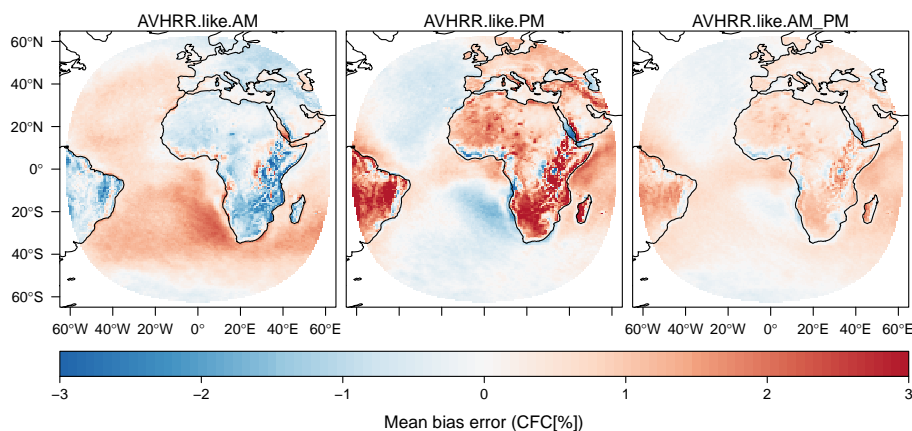 AVHRR.like.AM AVHRR.like.PM AVHRR.like.AM_PM
60°N
40°N
20°N
0°
20°S
40°S
60°S
60°W 40°W 20°W 0° 20°E 40°E 60°E 60°W 40°W 20°W 0° 20°E 40°E 60°E
−3 −2 −1 0 1 2 3
Mean bias error (CFC[%])